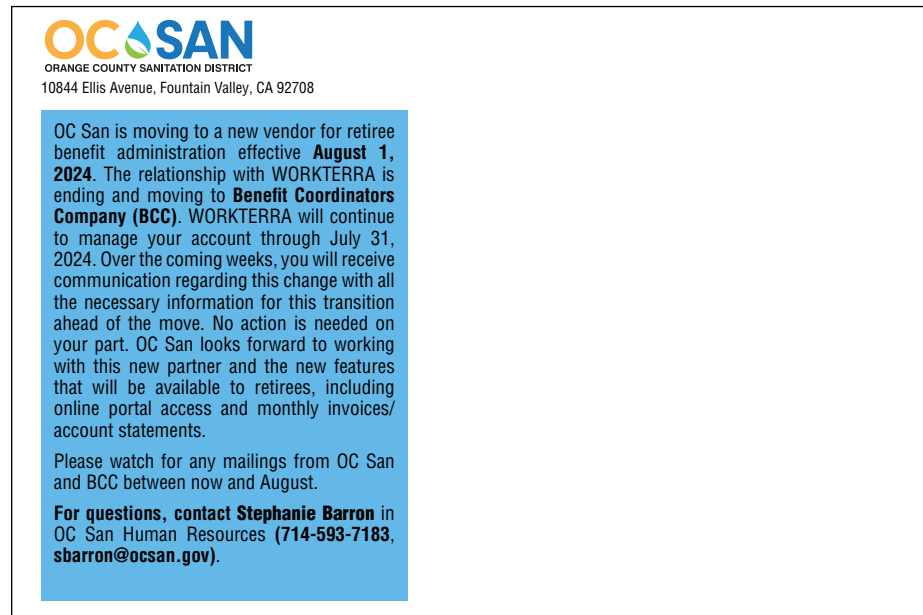 OC SAN
ORANGE COUNTY SANITATION DISTRICT
10844 Ellis Avenue, Fountain Valley, CA 92708
OC San is moving to a new vendor for retiree
benefit administration effective August 1,
2024. The relationship with WORKTERRA is
ending and moving to Benefit Coordinators
Company (BCC). WORKTERRA will continue
to manage your account through July 31,
2024. Over the coming weeks, you will receive
communication regarding this change with all
the necessary information for this transition
ahead of the move. No action is needed on
your part. OC San looks forward to working
with this new partner and the new features
that will be available to retirees, including
online portal access and monthly invoices/
account statements.
Please watch for any mailings from OC San
and BCC between now and August.
For questions, contact Stephanie Barron in
OC San Human Resources (714-593-7183,
sbarron@ocsan.gov).